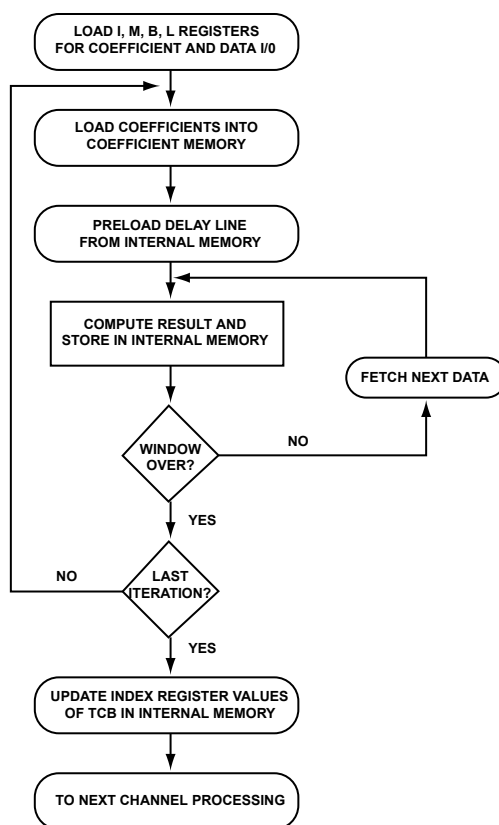 LOAD I, M, B, L REGISTERS
FOR COEFFICIENT AND DATA I/0
LOAD COEFFICIENTS INTO
COEFFICIENT MEMORY
PRELOAD DELAY LINE
FROM INTERNAL MEMORY
COMPUTE RESULT AND
STORE IN INTERNAL MEMORY
FETCH NEXT DATA
WINDOW
OVER?
NO
YES
NO
LAST
ITERATION?
YES
UPDATE INDEX REGISTER VALUES
OF TCB IN INTERNAL MEMORY
TO NEXT CHANNEL PROCESSING